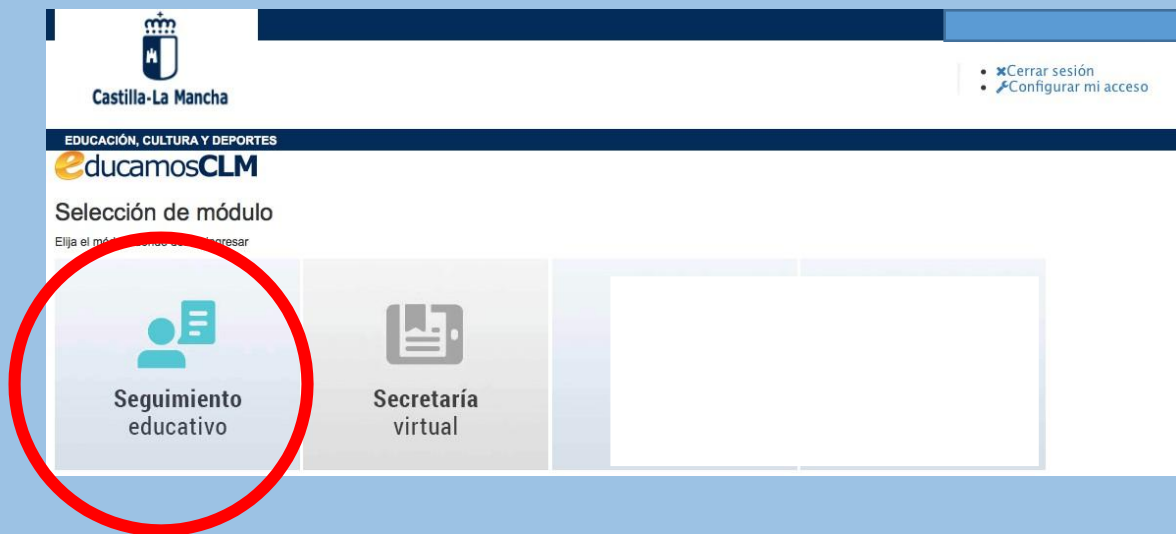 Castilla-La Mancha
Cerrar sesión
Configurar mi acceso
EDUCACIÓN, CULTURA Y DEPORTES
educamosCLM
Selección de módulo
Elija el ingresar
Seguimiento
educativo
Secretaría
virtual